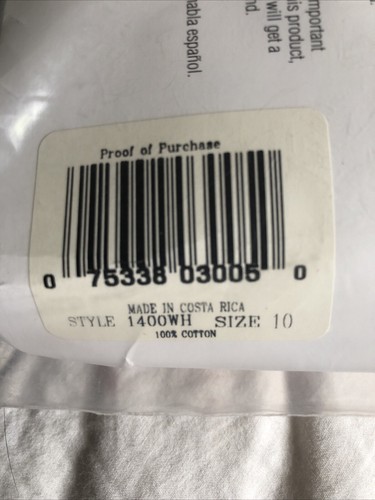 mportant
is product,
will get a
nd.
habla español.
Proof of Purchase
0 75338 03005 0
MADE IN COSTA RICA
STYLE 1400WH SIZE 10
100% COTTON